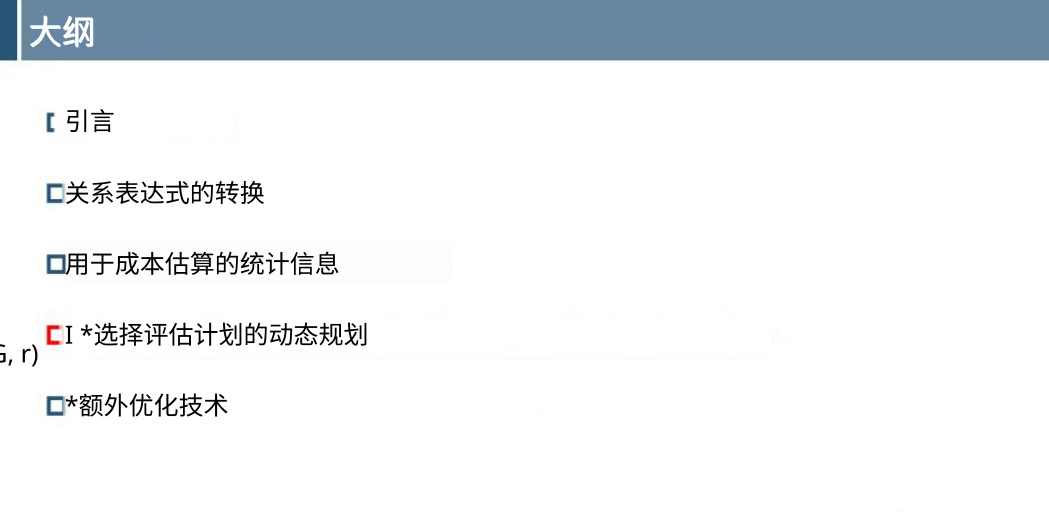 大纲
引言
关系表达式的转换
用于成本估算的统计信息
I *选择评估计划的动态规划
, r)
*额外优化技术